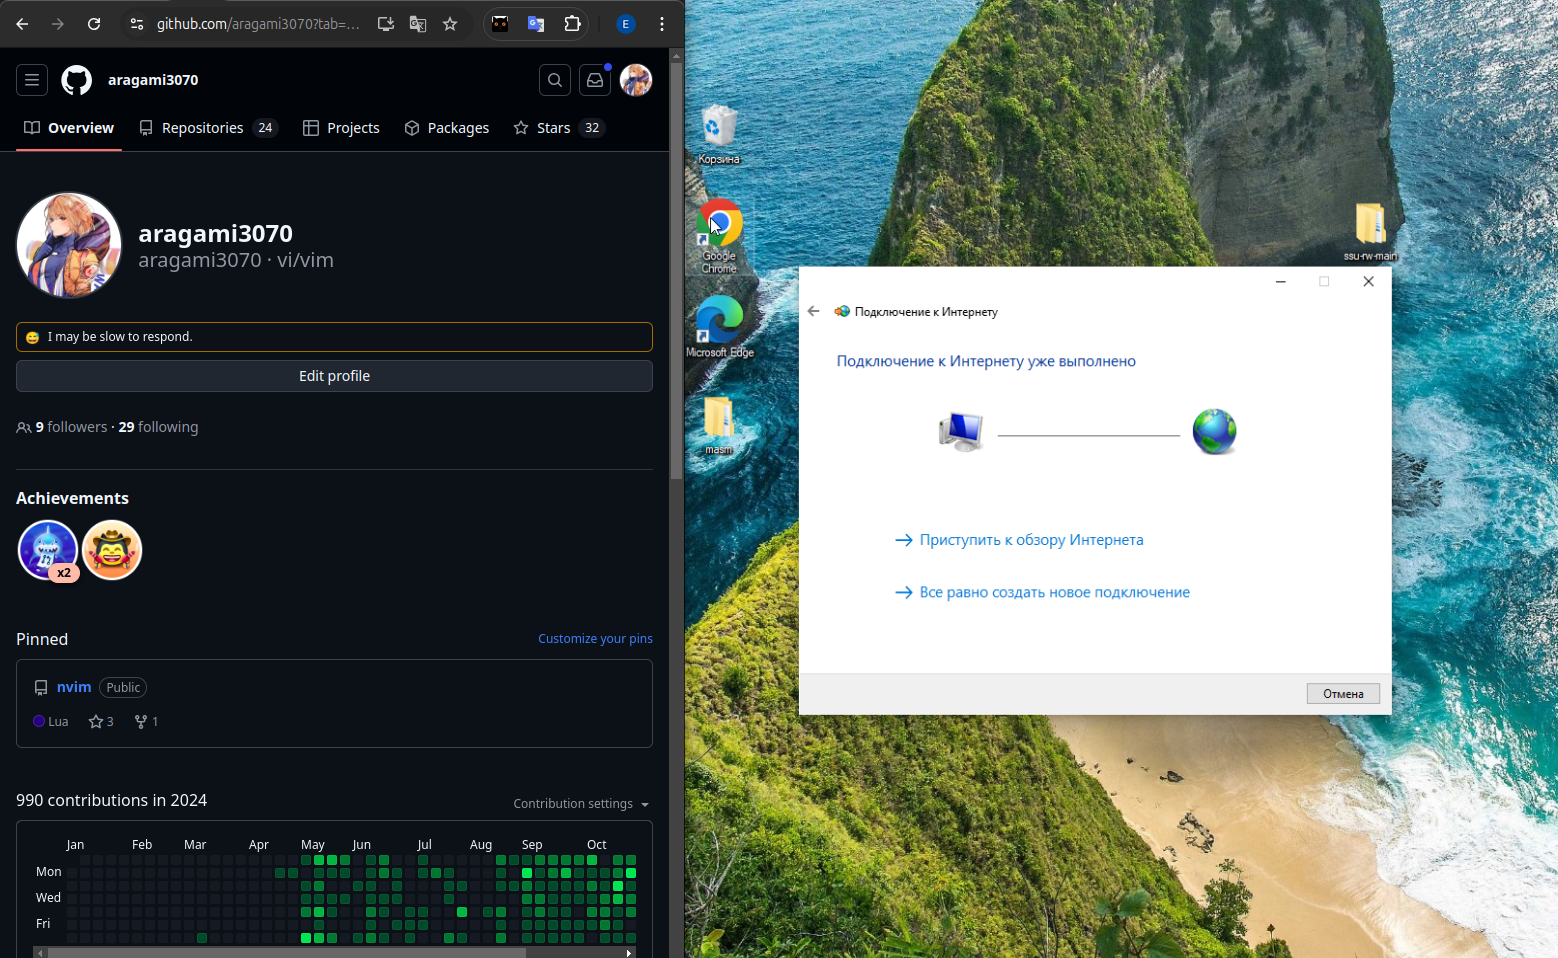 github.com/aragami3070?tab=...
E
aragami3070
Overview
Repositories 24
Projects
Packages
Stars 32
aragami3070
aragami3070 · vi/vim
I may be slow to respond.
Edit profile
9 followers · 29 following
Achievements
x2
Pinned
Customize your pins
nvim Public
Lua 3 1
990 contributions in 2024
Contribution settings
Jan Feb Mar Apr May Jun Jul Aug Sep Oct
Mon
Wed
Fri
Корзина
Google
Chrome
Microsoft Edge
masm
ssu-rw-main
Подключение к Интернету
Подключение к Интернету уже выполнено
Приступить к обзору Интернета
Все равно создать новое подключение
Отмена